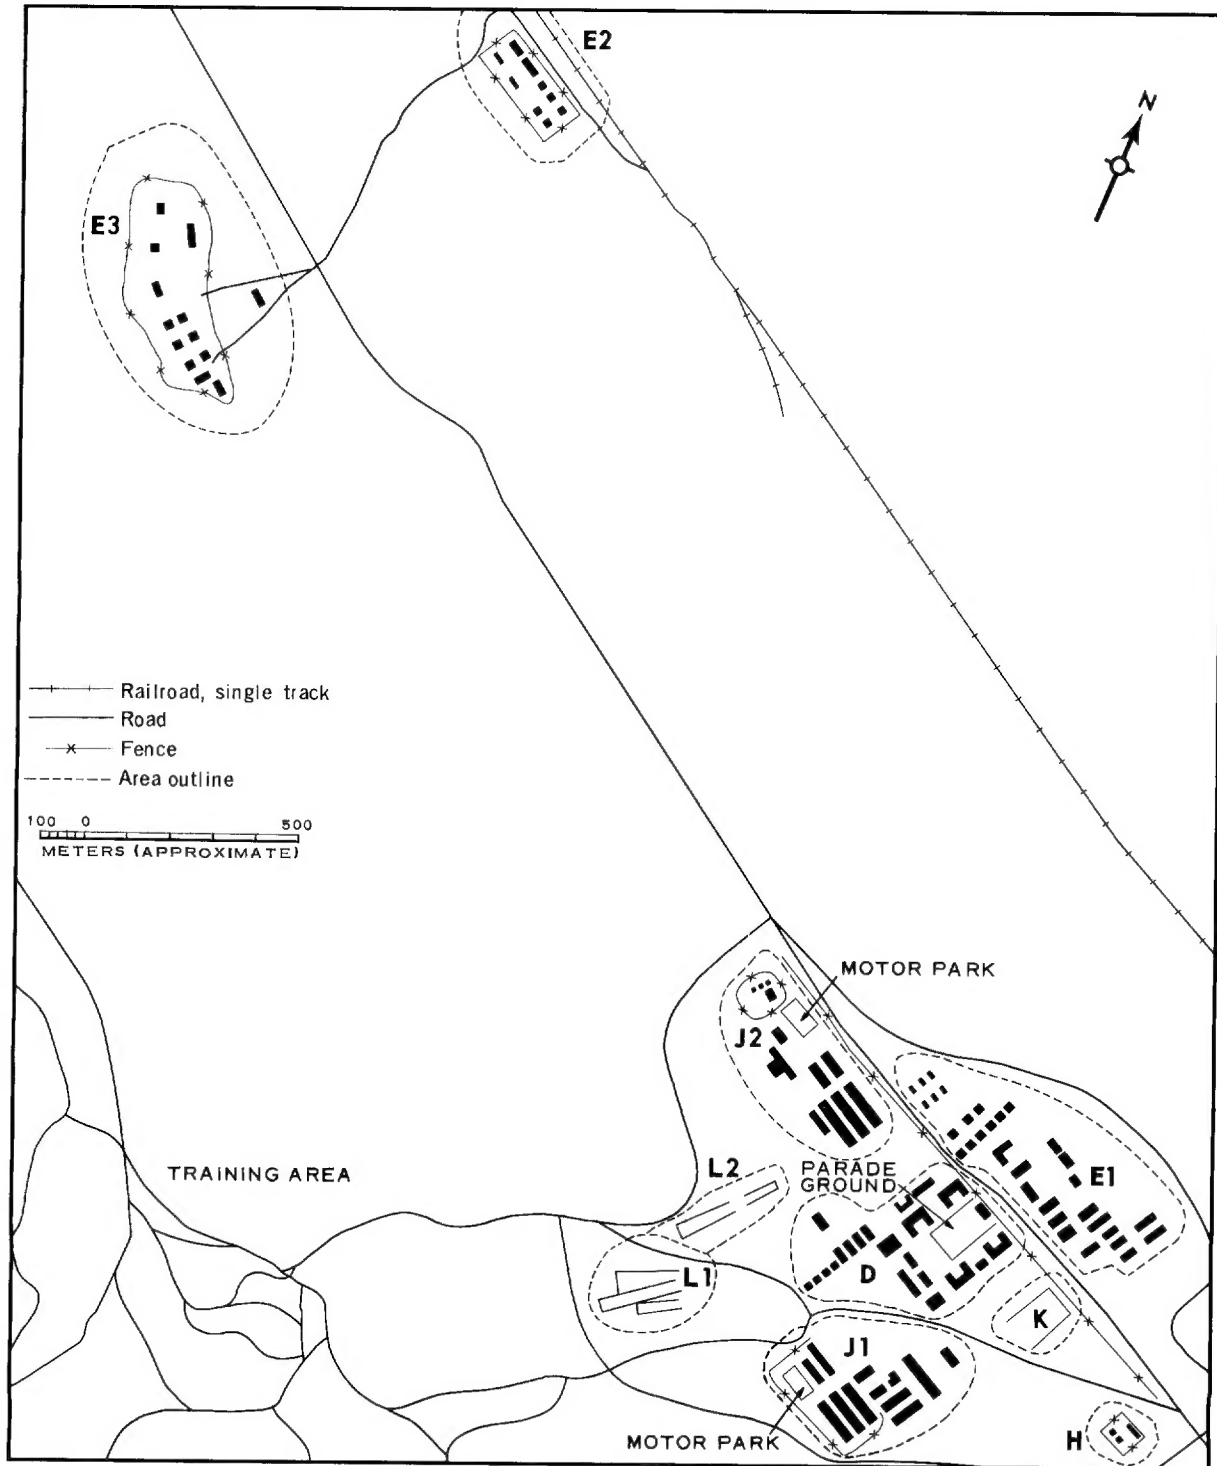 E2
N
E3
Railroad, single track
Road
Fence
Area outline
100 0 500
METERS (APPROXIMATE)
MOTOR PARK
J2
TRAINING AREA
L2
PARADE
GROUND
E1
L1
D
K
J1
MOTOR PARK
H